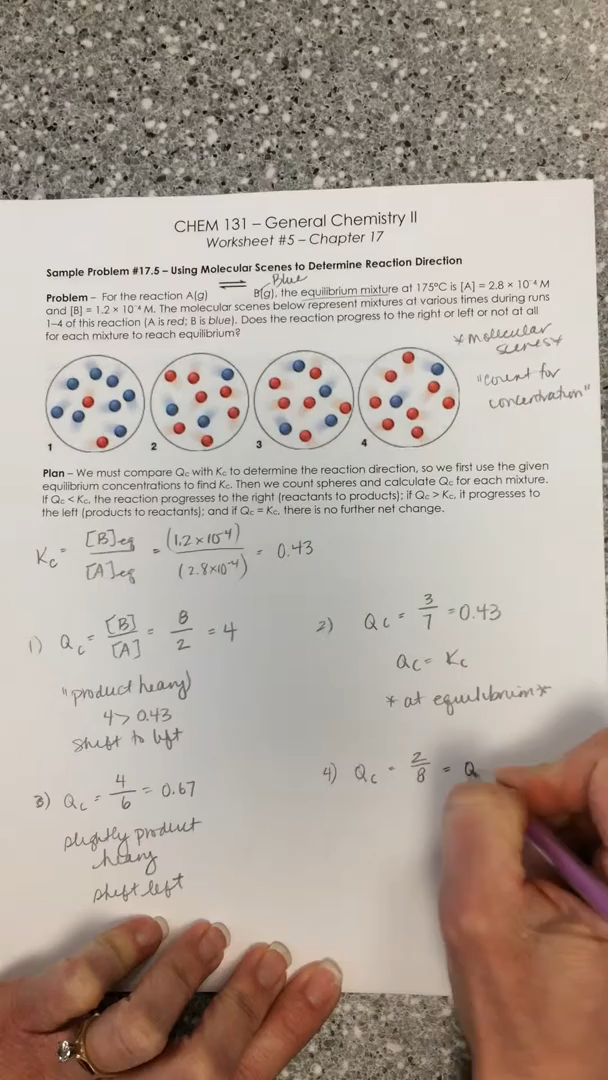 CHEM 131 – General Chemistry II
Worksheet #5 – Chapter 17
Sample Problem #17.5 – Using Molecular Scenes to Determine Reaction Direction
Blue
Problem – For the reaction A(g) ⇌ B(g), the equilibrium mixture at 175°C is [A] = 2.8 × 10⁻⁴ M
and [B] = 1.2 × 10⁻⁴ M. The molecular scenes below represent mixtures at various times during runs
1–4 of this reaction (A is red; B is blue). Does the reaction progress to the right or left or not at all
for each mixture to reach equilibrium?
*molecular
scenes*
"count for
concentration"
1
2
3
4
Plan – We must compare Qc with Kc to determine the reaction direction, so we first use the given
equilibrium concentrations to find Kc. Then we count spheres and calculate Qc for each mixture.
If Qc < Kc, the reaction progresses to the right (reactants to products); if Qc > Kc, it progresses to
the left (products to reactants); and if Qc = Kc, there is no further net change.
Kc = [B]eq / [A]eq = (1.2 x 10⁻⁴) / (2.8 x 10⁻⁴) = 0.43
1) Qc = [B] / [A] = 8 / 2 = 4
"product heavy)
4 > 0.43
shift to left
2) Qc = 3 / 7 = 0.43
Qc = Kc
* at equilibrium *
3) Qc = 4 / 6 = 0.67
slightly product
heavy
shift left
4) Qc = 2 / 8 =